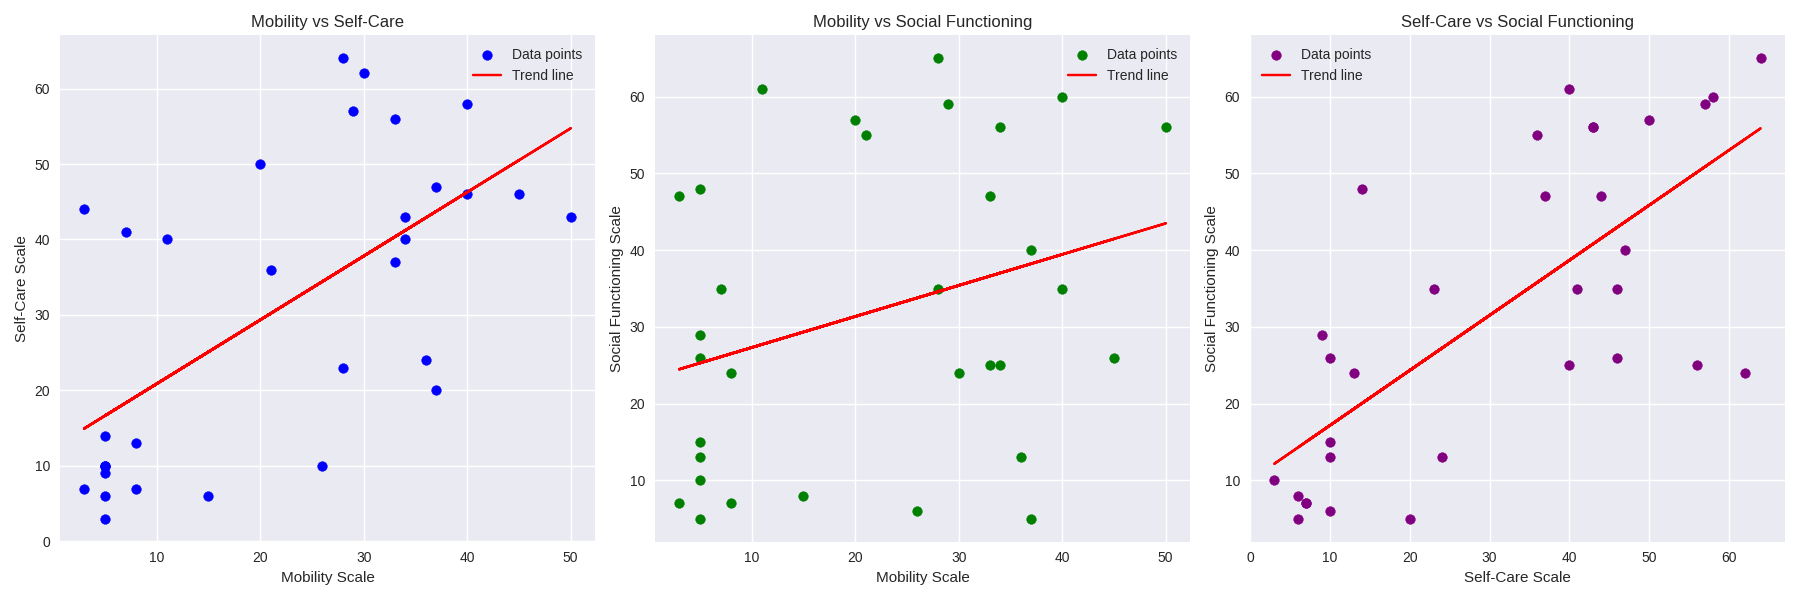 Mobility vs Self-Care
Data points
Trend line
Self-Care Scale
60
50
40
30
20
10
0
10 20 30 40 50
Mobility Scale
Mobility vs Social Functioning
Data points
Trend line
Social Functioning Scale
60
50
40
30
20
10
10 20 30 40 50
Mobility Scale
Self-Care vs Social Functioning
Data points
Trend line
Social Functioning Scale
60
50
40
30
20
10
0 10 20 30 40 50 60
Self-Care Scale